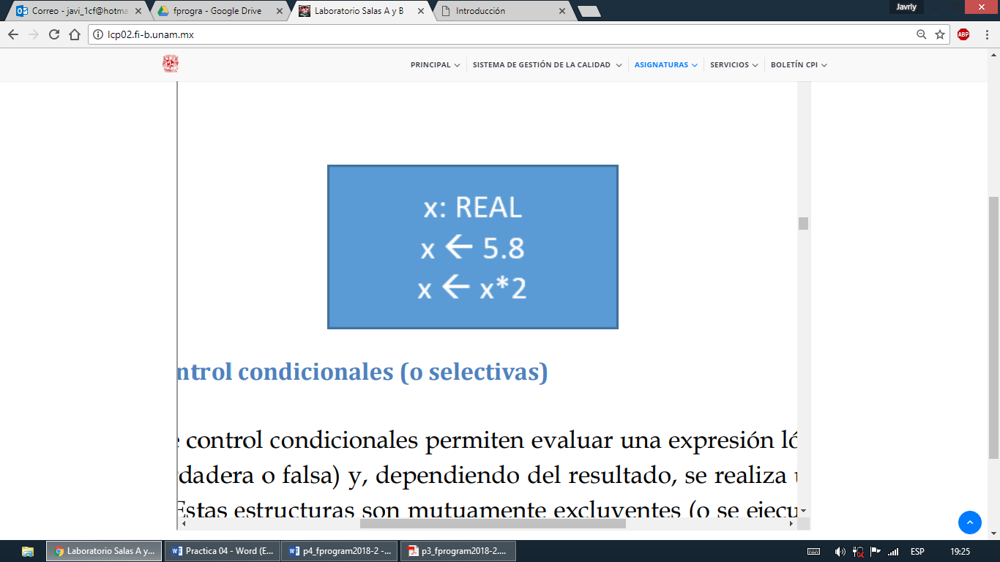 Correo - javi_1cf@hotma
fprogra - Google Drive
Laboratorio Salas A y B
Introducción
Javrly
lcp02.fi-b.unam.mx
ABP
PRINCIPAL
SISTEMA DE GESTIÓN DE LA CALIDAD
ASIGNATURAS
SERVICIOS
BOLETÍN CPI
x: REAL
x ← 5.8
x ← x*2
ntrol condicionales (o selectivas)
e control condicionales permiten evaluar una expresión ló
dadera o falsa) y, dependiendo del resultado, se realiza u
Estas estructuras son mutuamente excluyentes (o se ejecu
Laboratorio Salas A y...
Practica 04 - Word (E...
p4_fprogram2018-2 -...
p3_fprogram2018-2....
ESP
19:25